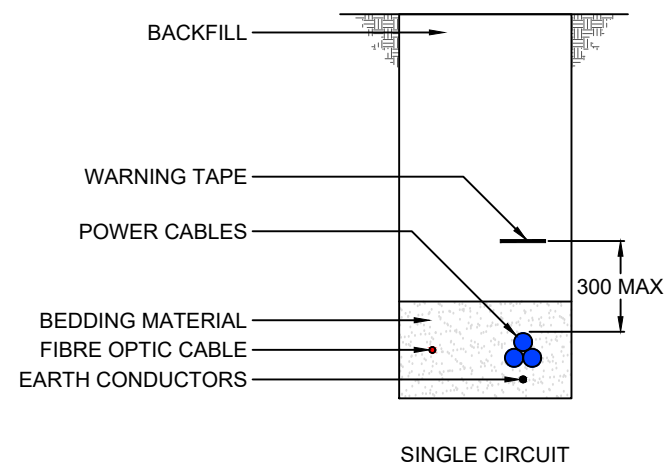 BACKFILL
WARNING TAPE
POWER CABLES
300 MAX
BEDDING MATERIAL
FIBRE OPTIC CABLE
EARTH CONDUCTORS
SINGLE CIRCUIT